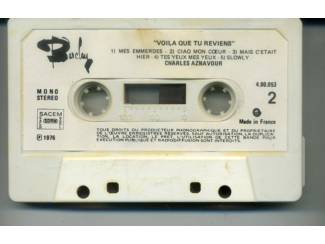 Barclay
"VOILA QUE TU REVIENS"
1) MES EMMERDES - 2) CIAO MON CŒUR - 3) MAIS C'ETAIT
HIER - 4) TES YEUX MES YEUX - 5) SLOWLY
CHARLES AZNAVOUR
MONO
STEREO
4.90.053
2
SACEM
Made in France
℗ 1976
TOUS DROITS DU PRODUCTEUR PHONOGRAPHIQUE ET DU PROPRIETAIRE
DE L'ŒUVRE ENREGISTREE RESERVES. SAUF AUTORISATION, LA DUPLICA-
TION, LA LOCATION, LE PRET, L'UTILISATION DE CETTE BANDE POUR
EXECUTION PUBLIQUE ET RADIODIFFUSION SONT INTERDITS.